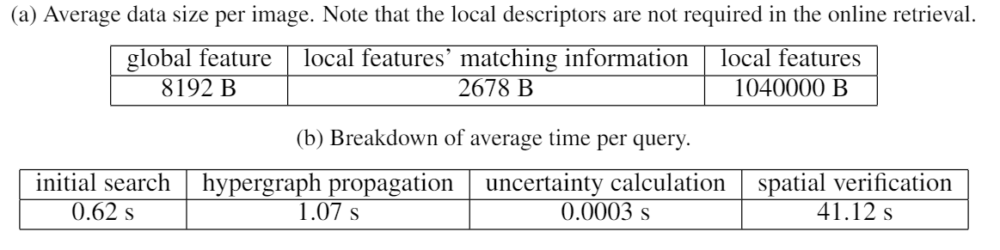 (a) Average data size per image. Note that the local descriptors are not required in the online retrieval.
global feature local features' matching information local features
8192 B 2678 B 1040000 B
(b) Breakdown of average time per query.
initial search hypergraph propagation uncertainty calculation spatial verification
0.62 s 1.07 s 0.0003 s 41.12 s